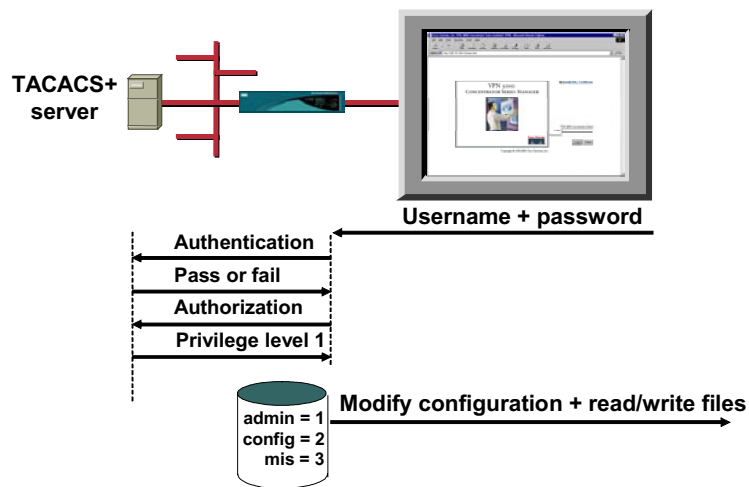 TACACS+
server
VPN 3000
CONCENTRATOR SERIES MANAGER
Username + password
Authentication
Pass or fail
Authorization
Privilege level 1
admin = 1
config = 2
mis = 3
Modify configuration + read/write files